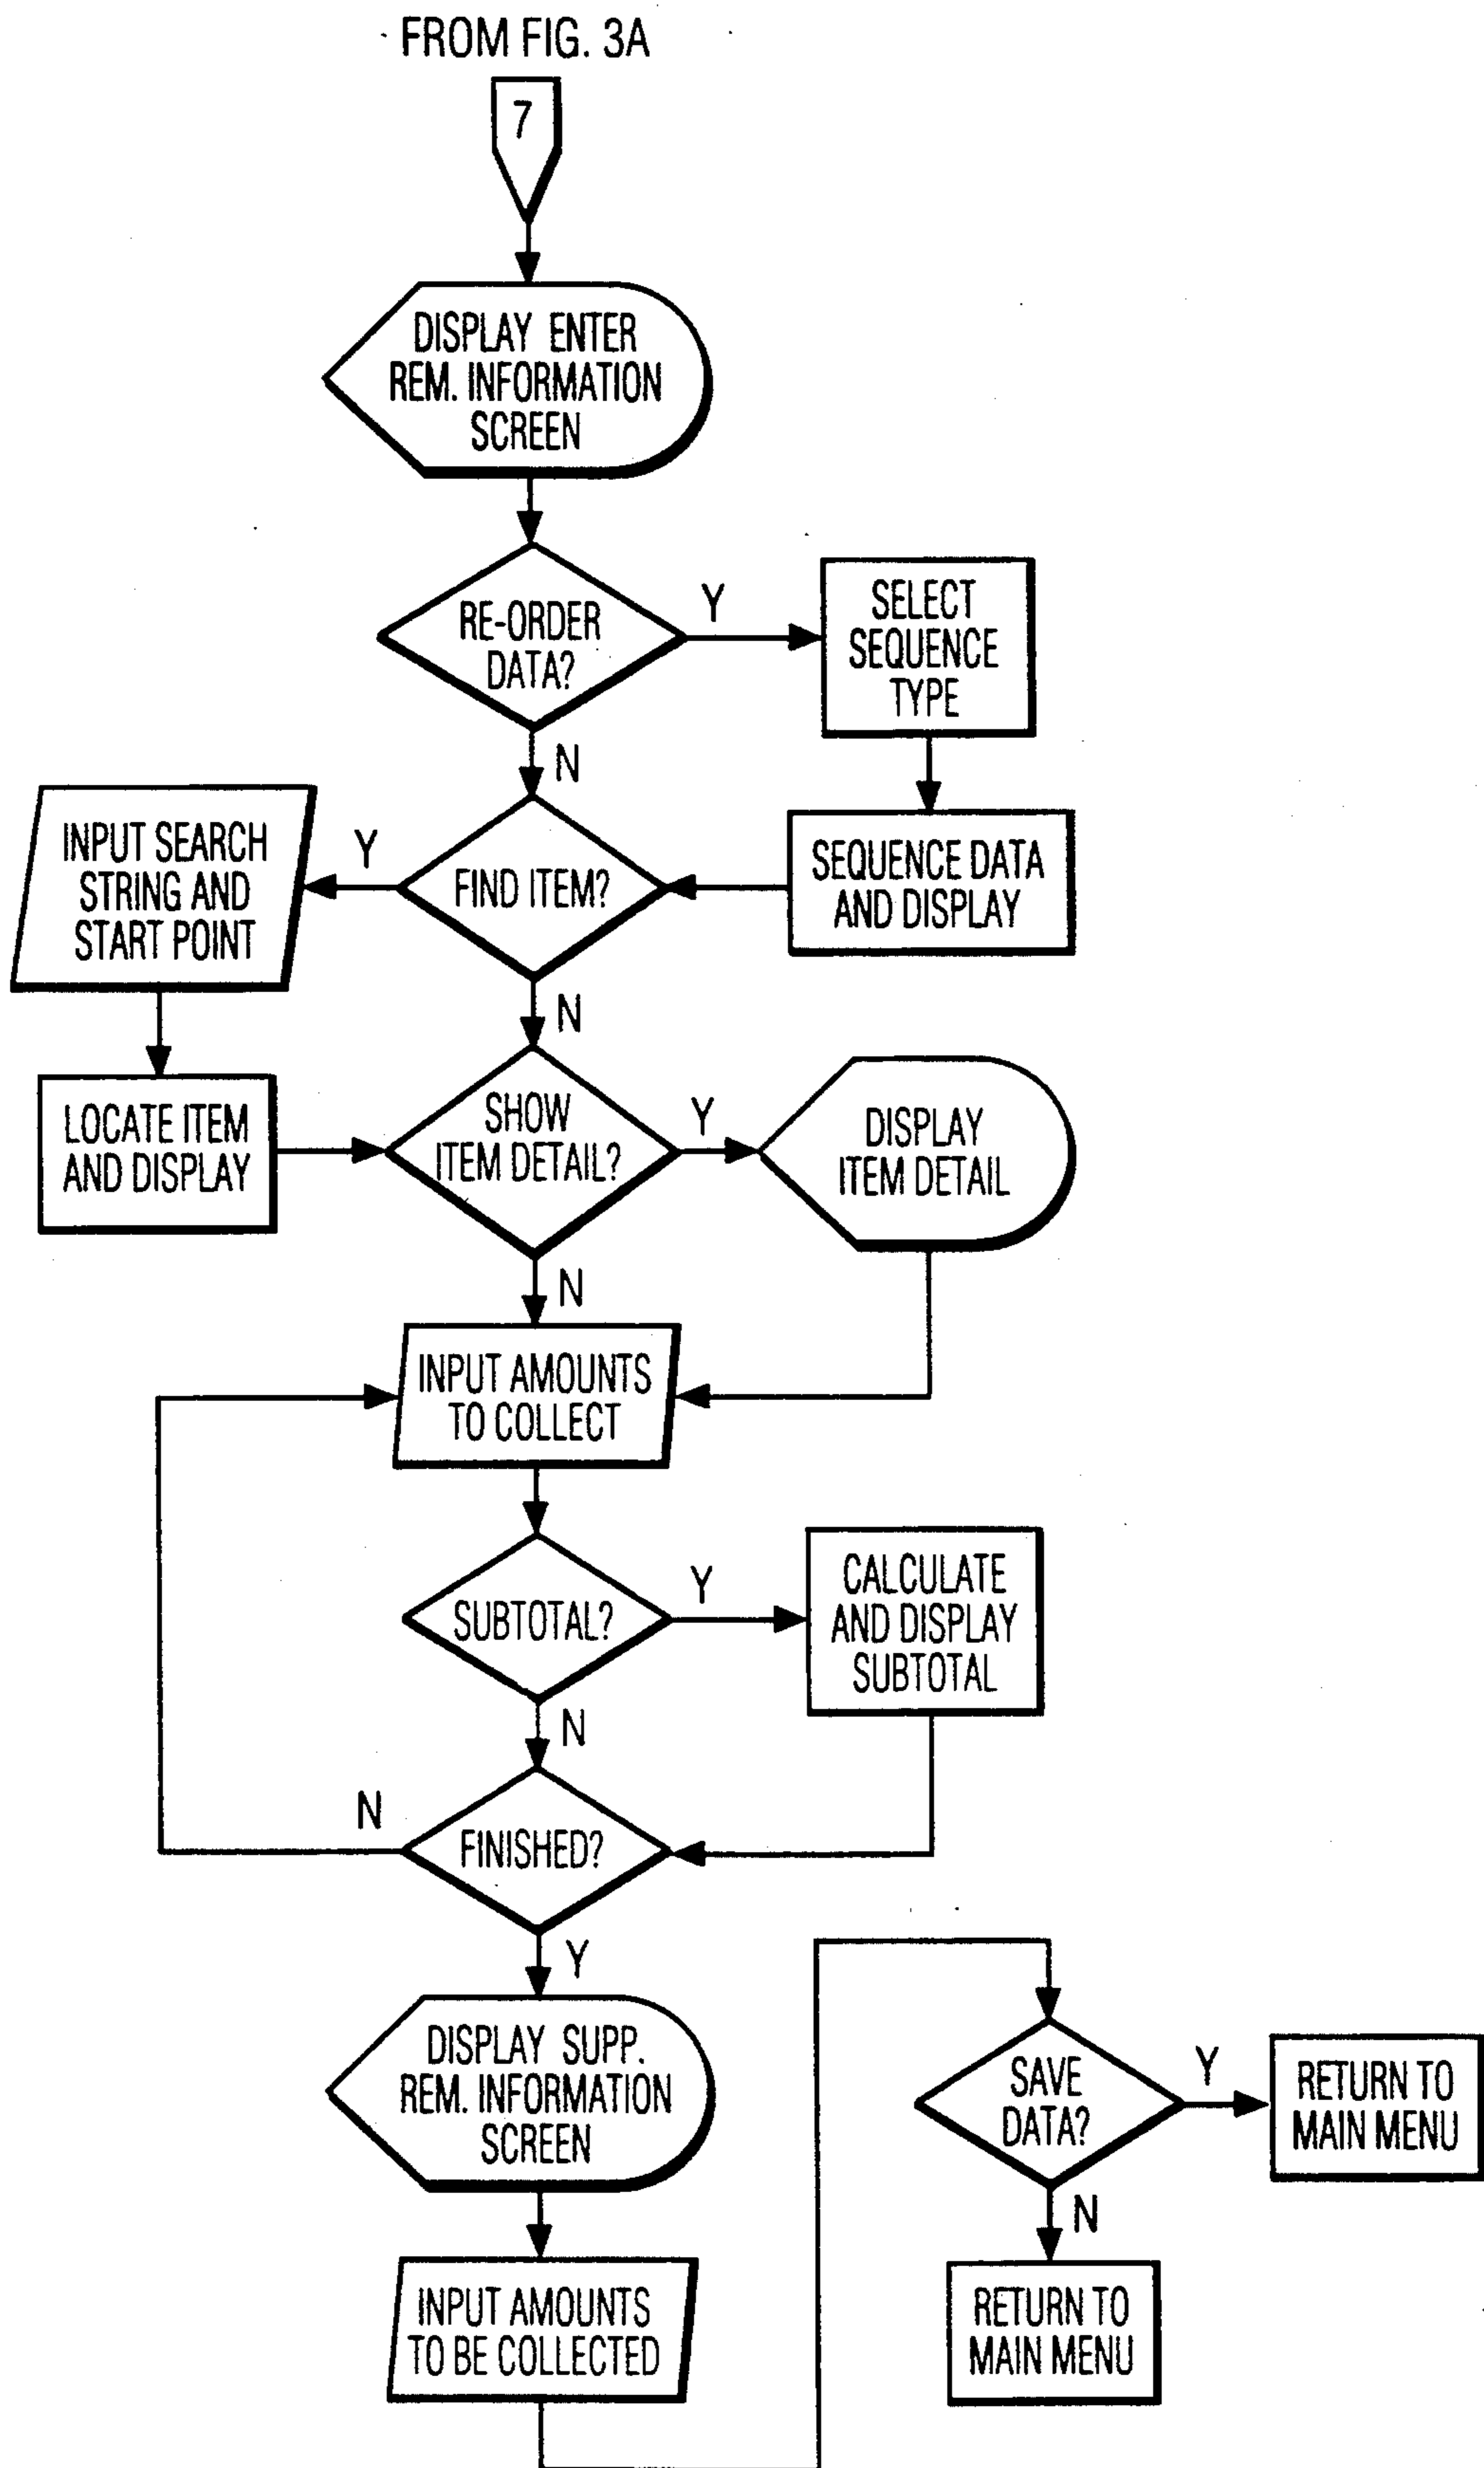 FROM FIG. 3A
7
DISPLAY ENTER
REM. INFORMATION
SCREEN
RE-ORDER
DATA?
Y
SELECT
SEQUENCE
TYPE
N
INPUT SEARCH
STRING AND
START POINT
Y
FIND ITEM?
SEQUENCE DATA
AND DISPLAY
N
LOCATE ITEM
AND DISPLAY
SHOW
ITEM DETAIL?
Y
DISPLAY
ITEM DETAIL
N
INPUT AMOUNTS
TO COLLECT
SUBTOTAL?
Y
CALCULATE
AND DISPLAY
SUBTOTAL
N
N
FINISHED?
Y
DISPLAY SUPP.
REM. INFORMATION
SCREEN
INPUT AMOUNTS
TO BE COLLECTED
SAVE
DATA?
Y
RETURN TO
MAIN MENU
N
RETURN TO
MAIN MENU